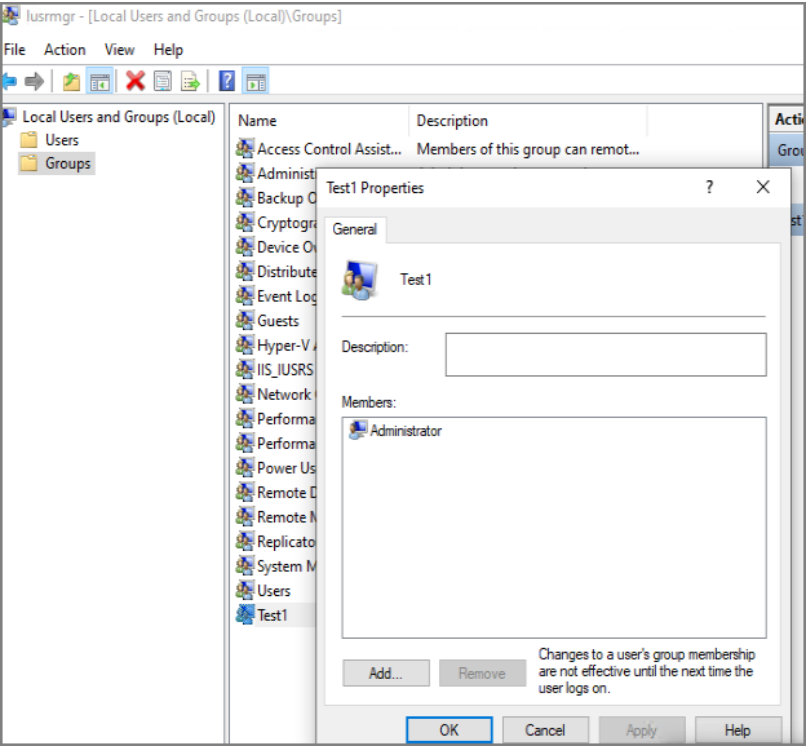 lusrmgr - [Local Users and Groups (Local)\Groups]
File Action View Help
Local Users and Groups (Local)
Users
Groups
Name Description
Access Control Assist... Members of this group can remot...
Administ
Backup O
Cryptogra
Device Ow
Distribute
Event Log
Guests
Hyper-V A
IIS_IUSRS
Network
Performa
Performa
Power Us
Remote D
Remote M
Replicato
System M
Users
Test1
Acti
Grou
st
Test1 Properties
General
Test1
Description:
Members:
Administrator
Add... Remove
Changes to a user's group membership
are not effective until the next time the
user logs on.
OK Cancel Apply Help